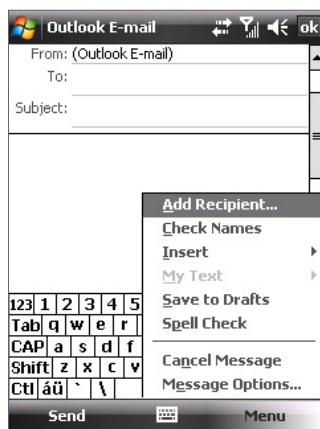 Outlook E-mail ok
From: (Outlook E-mail)
To:
Subject:
Add Recipient...
Check Names
Insert
My Text
Save to Drafts
Spell Check
Cancel Message
Message Options...
123 1 2 3 4 5
Tab q w e r
CAP a s d f
Shift z x c v
Ctl áü ` \
Send Menu